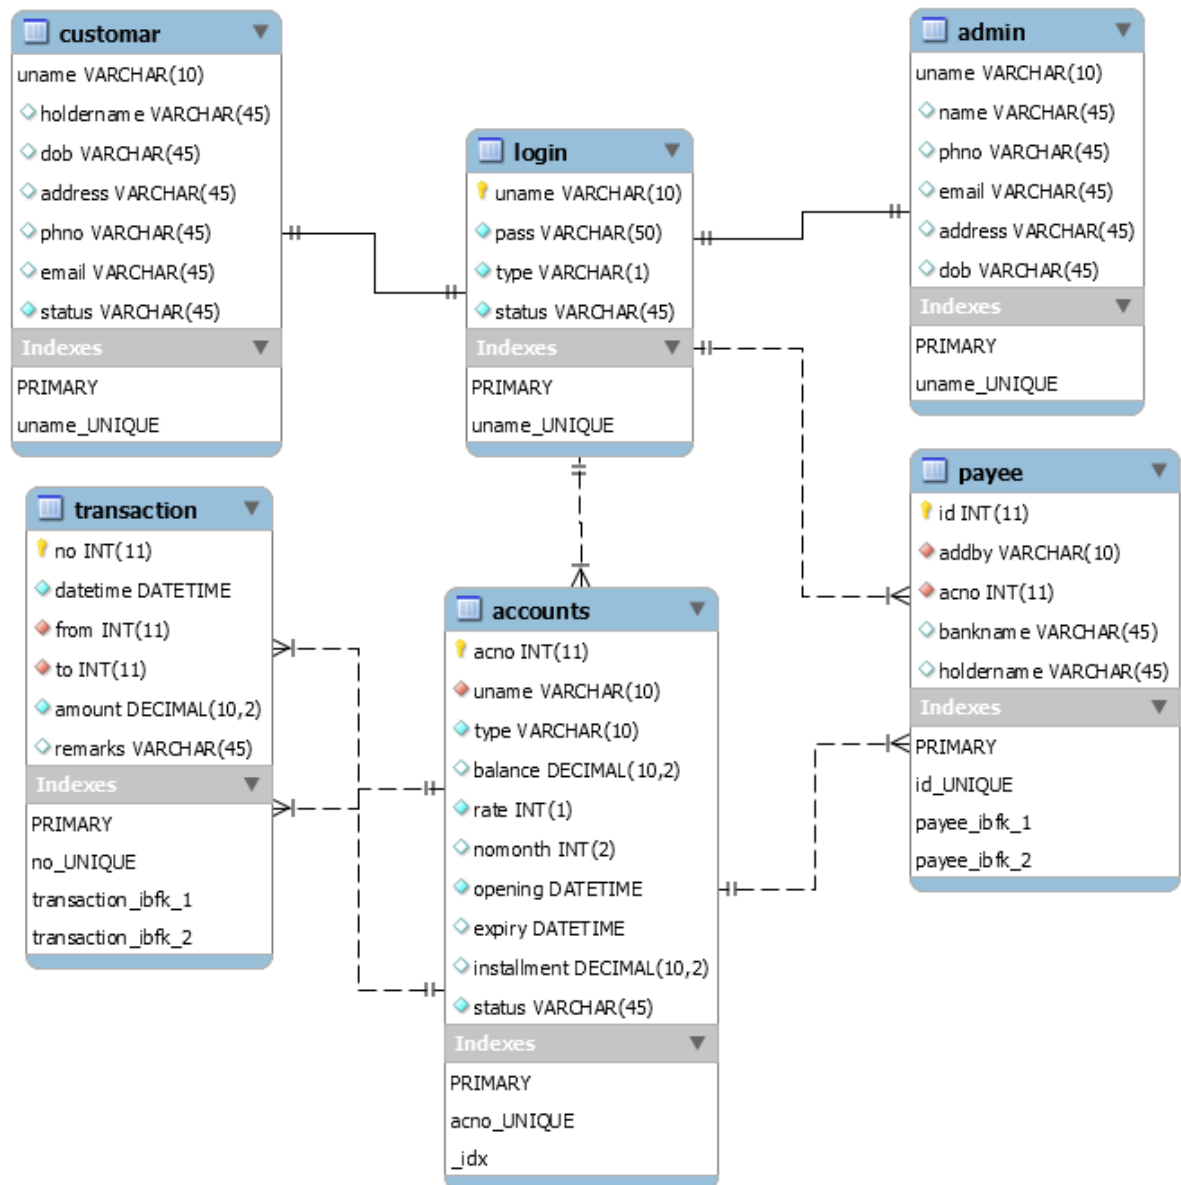 customar
uname VARCHAR(10)
holdername VARCHAR(45)
dob VARCHAR(45)
address VARCHAR(45)
phno VARCHAR(45)
email VARCHAR(45)
status VARCHAR(45)
Indexes
PRIMARY
uname_UNIQUE
login
uname VARCHAR(10)
pass VARCHAR(50)
type VARCHAR(1)
status VARCHAR(45)
Indexes
PRIMARY
uname_UNIQUE
admin
uname VARCHAR(10)
name VARCHAR(45)
phno VARCHAR(45)
email VARCHAR(45)
address VARCHAR(45)
dob VARCHAR(45)
Indexes
PRIMARY
uname_UNIQUE
transaction
no INT(11)
datetime DATETIME
from INT(11)
to INT(11)
amount DECIMAL(10,2)
remarks VARCHAR(45)
Indexes
PRIMARY
no_UNIQUE
transaction_ibfk_1
transaction_ibfk_2
accounts
acno INT(11)
uname VARCHAR(10)
type VARCHAR(10)
balance DECIMAL(10,2)
rate INT(1)
nomonth INT(2)
opening DATETIME
expiry DATETIME
installment DECIMAL(10,2)
status VARCHAR(45)
Indexes
PRIMARY
acno_UNIQUE
_idx
payee
id INT(11)
addby VARCHAR(10)
acno INT(11)
bankname VARCHAR(45)
holdername VARCHAR(45)
Indexes
PRIMARY
id_UNIQUE
payee_ibfk_1
payee_ibfk_2